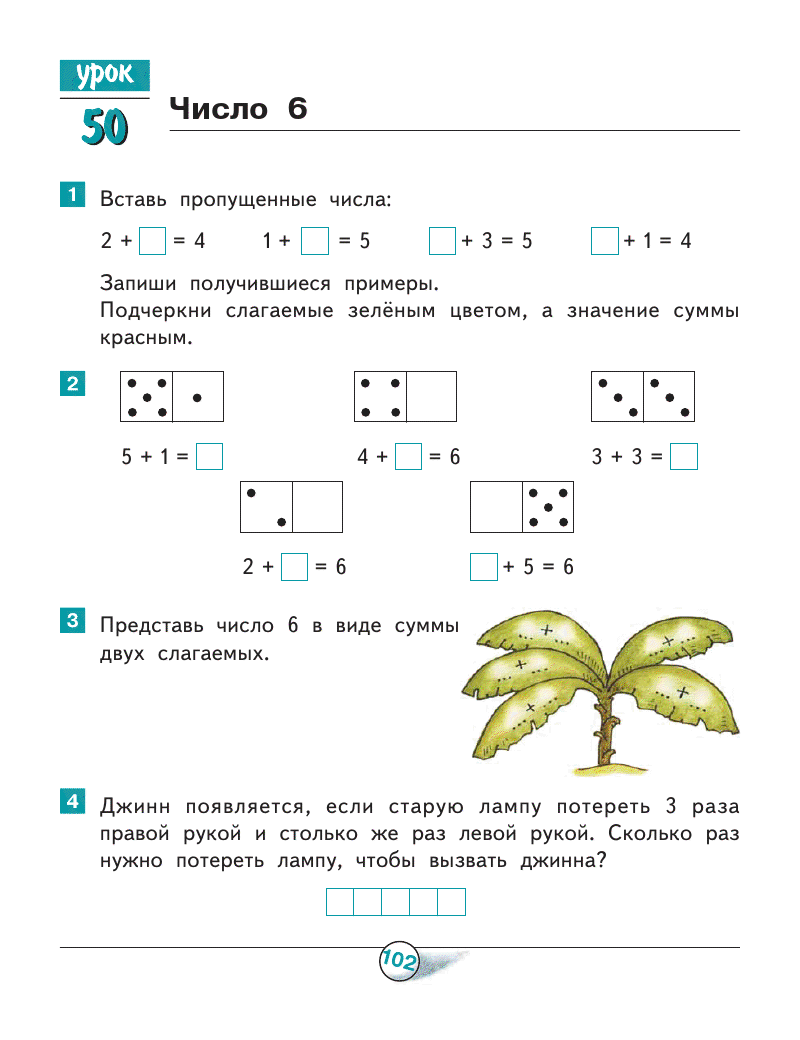 урок
50
Число 6
1 Вставь пропущенные числа:
2 + □ = 4 1 + □ = 5 □ + 3 = 5 □ + 1 = 4
Запиши получившиеся примеры.
Подчеркни слагаемые зелёным цветом, а значение суммы
красным.
2
5 + 1 = □ 4 + □ = 6 3 + 3 = □
2 + □ = 6 □ + 5 = 6
3 Представь число 6 в виде суммы
двух слагаемых.
... + ...
... + ...
... + ...
... + ...
... + ...
4 Джинн появляется, если старую лампу потереть 3 раза
правой рукой и столько же раз левой рукой. Сколько раз
нужно потереть лампу, чтобы вызвать джинна?
102